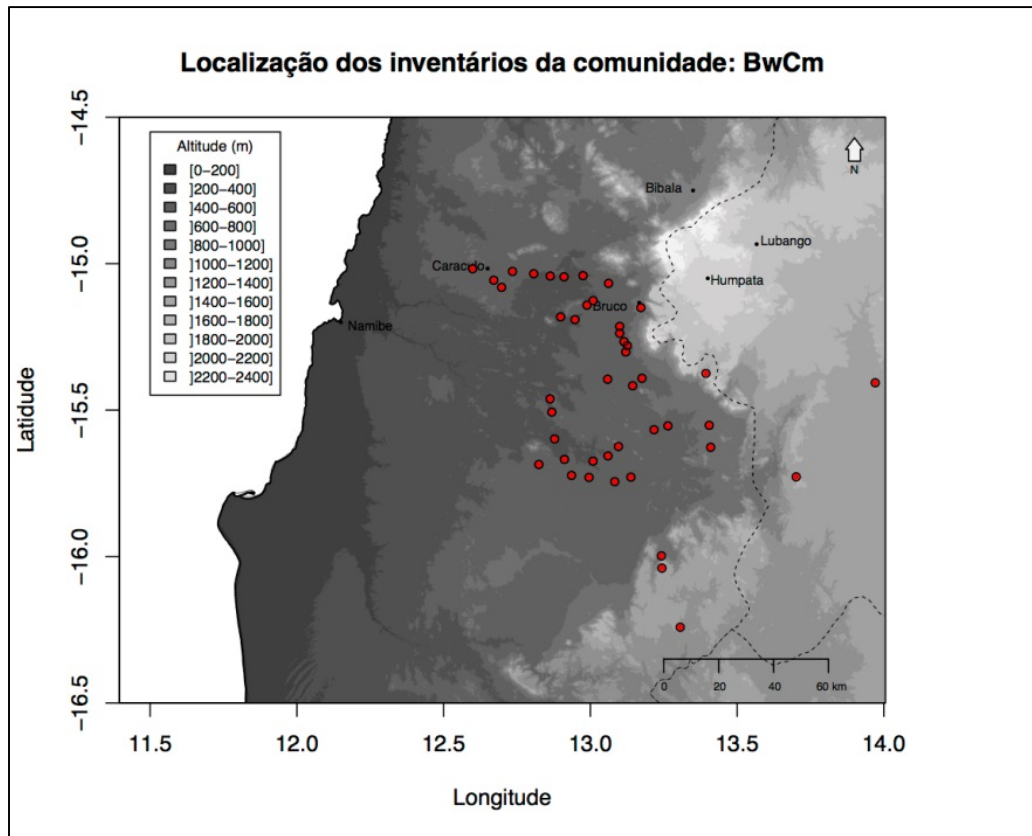 Localização dos inventários da comunidade: BwCm
Altitude (m)
[0−200]
]200−400]
]400−600]
]600−800]
]800−1000]
]1000−1200]
]1200−1400]
]1400−1600]
]1600−1800]
]1800−2000]
]2000−2200]
]2200−2400]
N
Bibala
Lubango
Caraculo
Humpata
Bruco
Namibe
0 20 40 60 km
−14.5
−15.0
−15.5
−16.0
−16.5
Latidude
11.5 12.0 12.5 13.0 13.5 14.0
Longitude